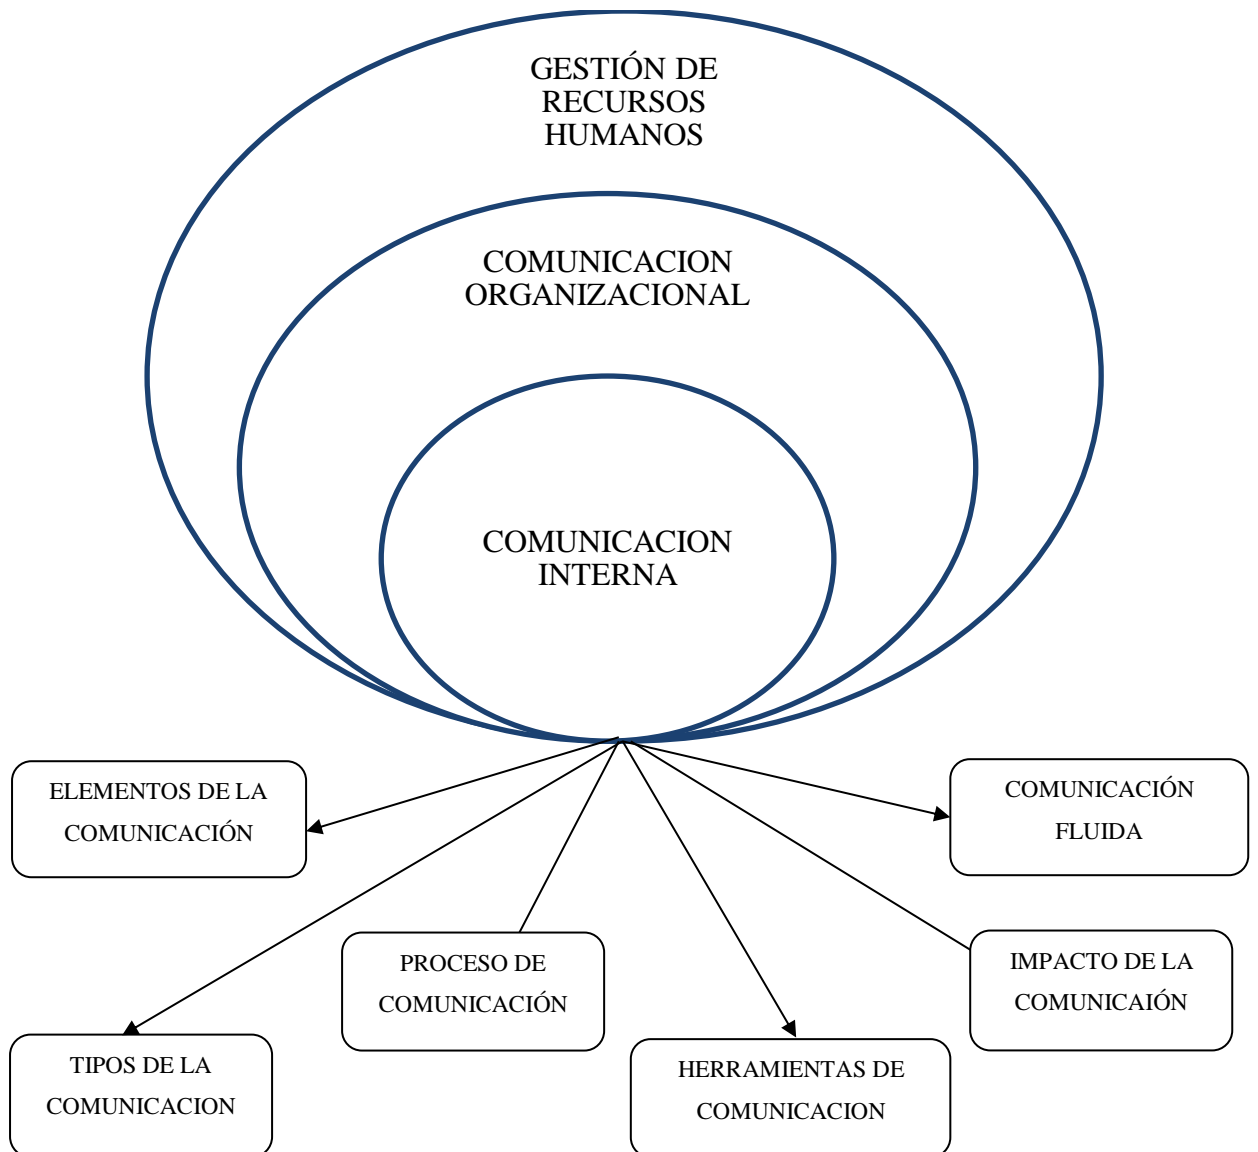 GESTIÓN DE
RECURSOS
HUMANOS
COMUNICACION
ORGANIZACIONAL
COMUNICACION
INTERNA
ELEMENTOS DE LA
COMUNICACIÓN
COMUNICACIÓN
FLUIDA
PROCESO DE
COMUNICACIÓN
IMPACTO DE LA
COMUNICAIÓN
TIPOS DE LA
COMUNICACION
HERRAMIENTAS DE
COMUNICACION